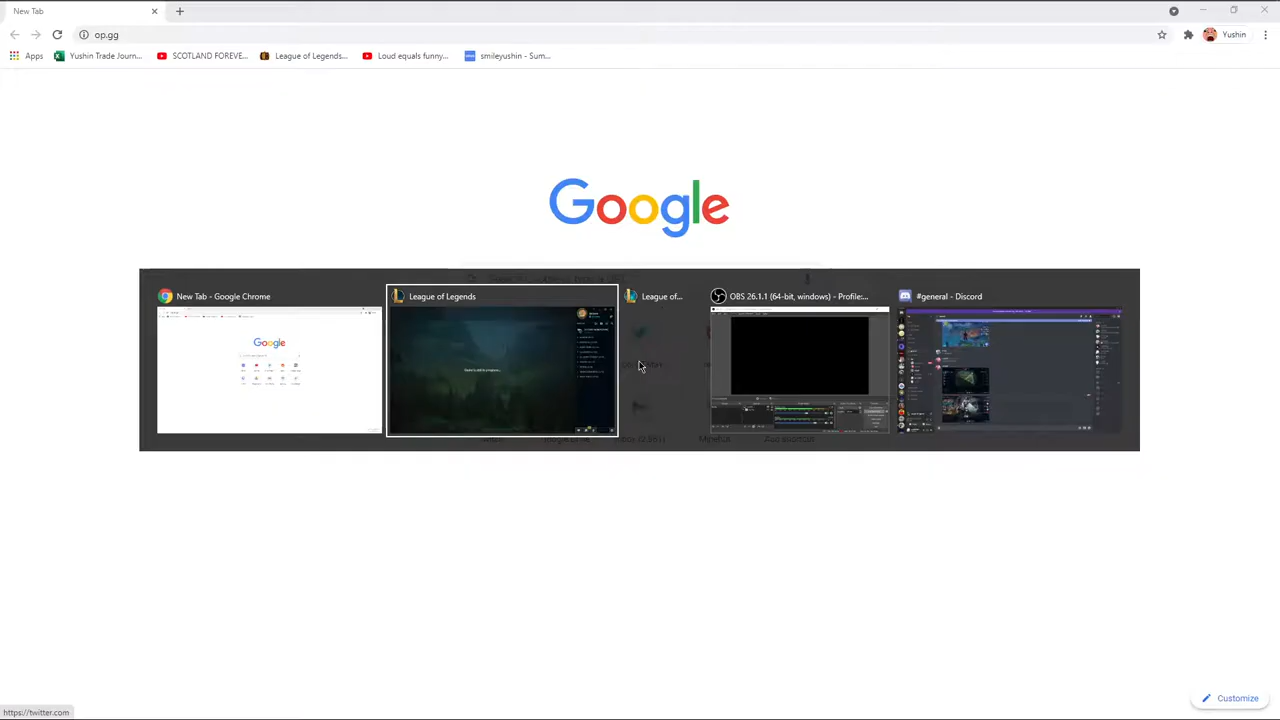 New Tab
op.gg
Yushin
Apps
Yushin Trade Journ...
SCOTLAND FOREVE...
League of Legends...
Loud equals funny...
smileyushin - Sum...
Google
New Tab - Google Chrome
League of Legends
League of...
OBS 26.1.1 (64-bit, windows) - Profile:...
#general - Discord
Google
Customize
https://twitter.com